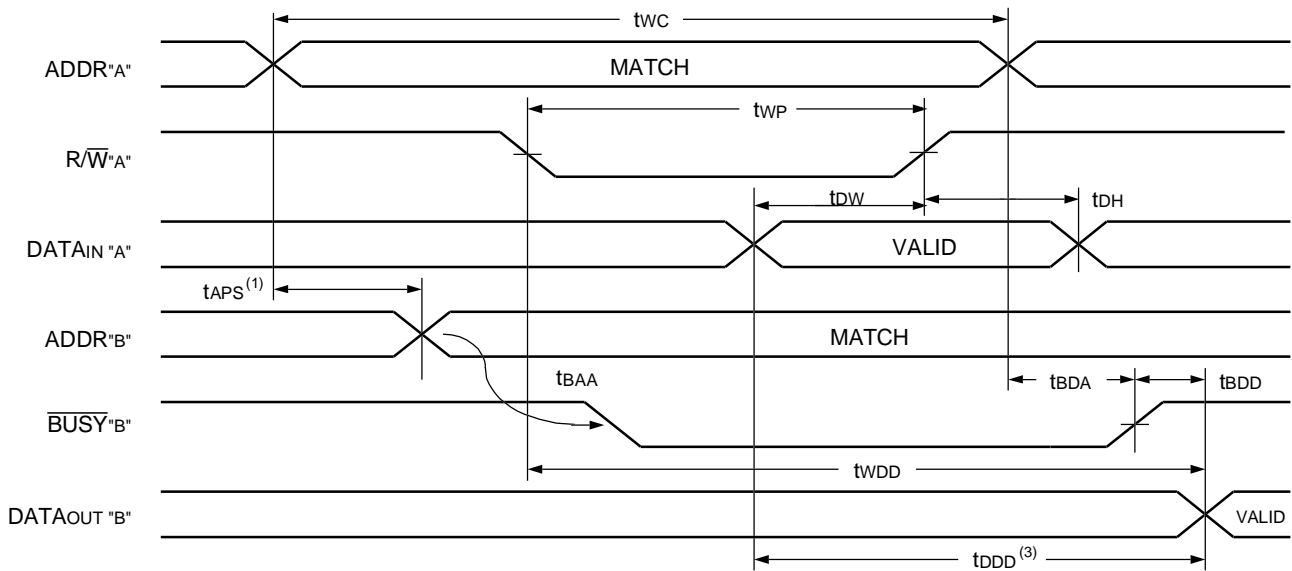 tWC
ADDR"A" MATCH
tWP
R/W̅"A"
tDW tDH
DATAIN "A" VALID
tAPS(1)
ADDR"B" MATCH
tBAA tBDA tBDD
B̅U̅S̅Y̅"B"
tWDD
DATAOUT "B" VALID
tDDD(3)